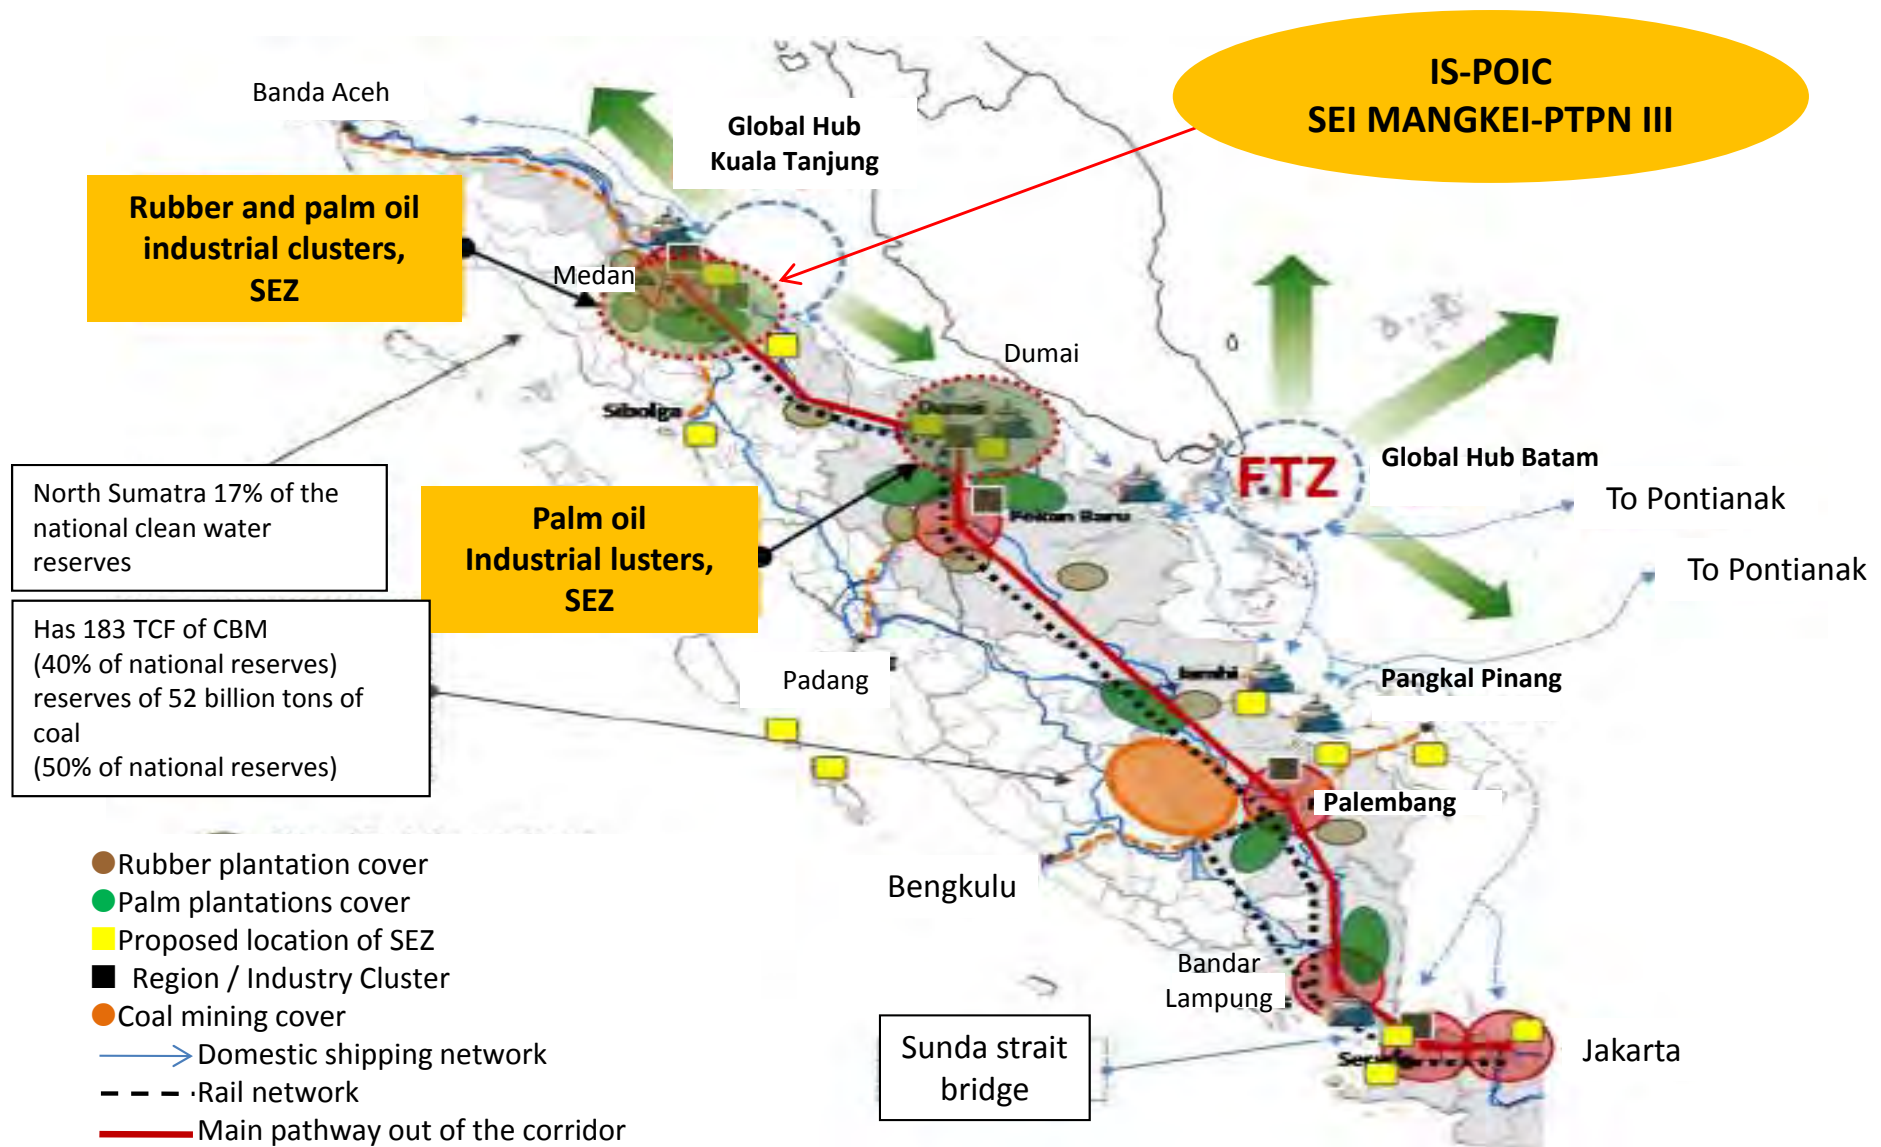 IS-POIC
SEI MANGKEI-PTPN III
Banda Aceh
Global Hub
Kuala Tanjung
Rubber and palm oil
industrial clusters,
SEZ
Medan
Dumai
Dumai
Sibolga
FTZ
Global Hub Batam
To Pontianak
North Sumatra 17% of the
national clean water
reserves
Palm oil
Industrial lusters,
SEZ
Pekan Baru
To Pontianak
Has 183 TCF of CBM
(40% of national reserves)
reserves of 52 billion tons of
coal
(50% of national reserves)
Padang
Jambi
Pangkal Pinang
Palembang
Bengkulu
Rubber plantation cover
Palm plantations cover
Proposed location of SEZ
Region / Industry Cluster
Coal mining cover
Domestic shipping network
Rail network
Main pathway out of the corridor
Bandar
Lampung
Sunda strait
bridge
Jakarta